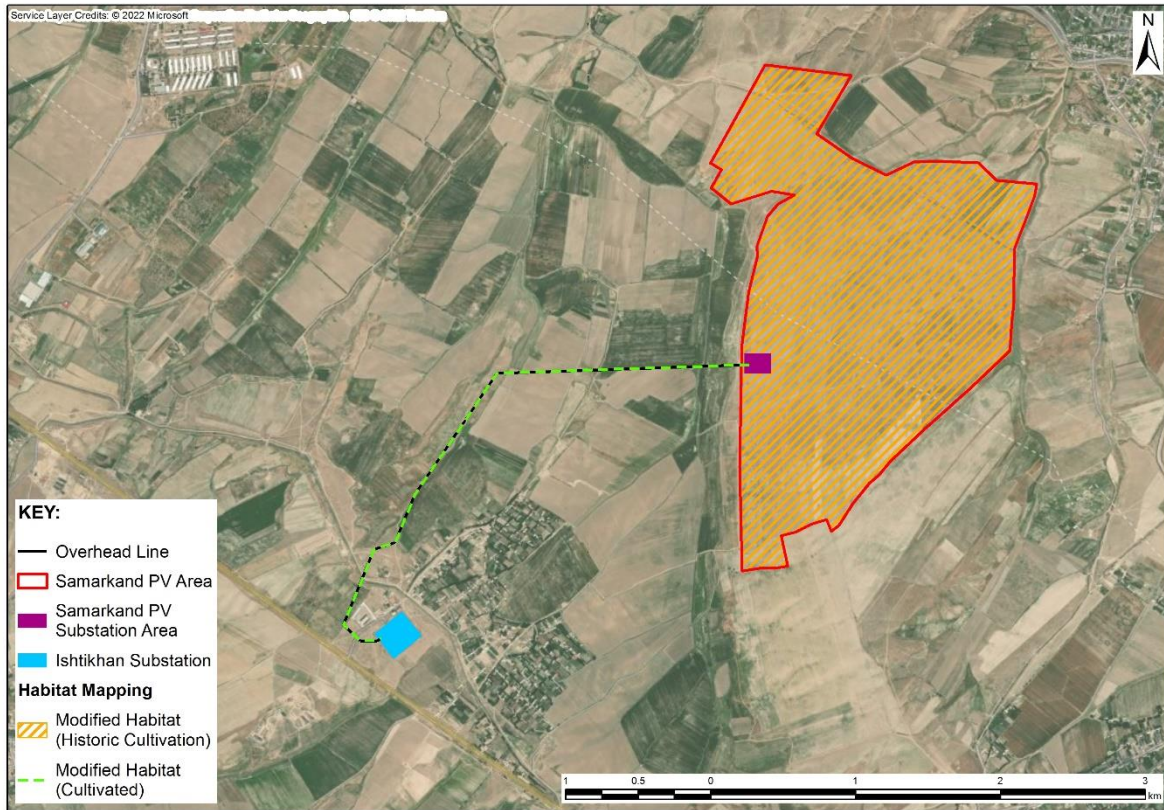 Service Layer Credits: © 2022 Microsoft
N
KEY:
Overhead Line
Samarkand PV Area
Samarkand PV
Substation Area
Ishtikhan Substation
Habitat Mapping
Modified Habitat
(Historic Cultivation)
Modified Habitat
(Cultivated)
1 0.5 0 1 2 3
km